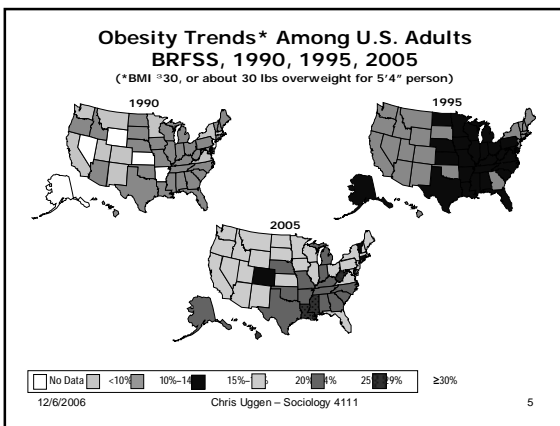 Obesity Trends* Among U.S. Adults
BRFSS, 1990, 1995, 2005
(*BMI ³30, or about 30 lbs overweight for 5’4” person)
1990
1995
2005
No Data <10% 10%–14 15%– 20% 4% 25 29% ≥30%
12/6/2006 Chris Uggen – Sociology 4111 5